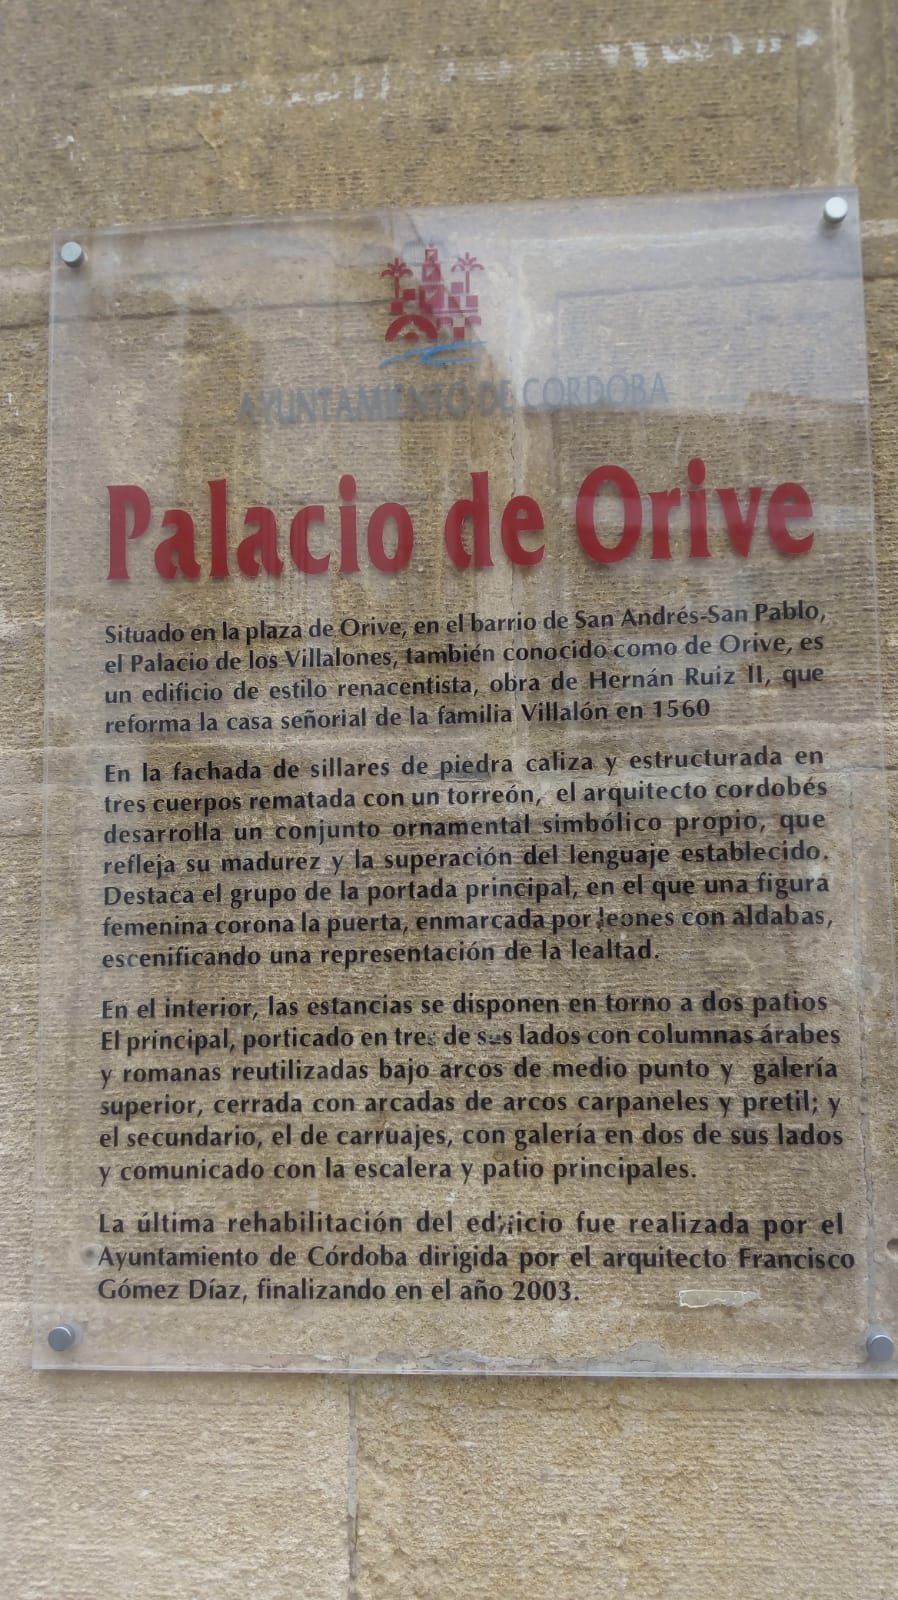 AYUNTAMIENTO DE CORDOBA
Palacio de Orive
Situado en la plaza de Orive, en el barrio de San Andrés-San Pablo,
el Palacio de los Villalones, también conocido como de Orive, es
un edificio de estilo renacentista, obra de Hernán Ruiz II, que
reforma la casa señorial de la familia Villalón en 1560
En la fachada de sillares de piedra caliza y estructurada en
tres cuerpos rematada con un torreón, el arquitecto cordobés
desarrolla un conjunto ornamental simbólico propio, que
refleja su madurez y la superación del lenguaje establecido.
Destaca el grupo de la portada principal, en el que una figura
femenina corona la puerta, enmarcada por leones con aldabas,
escenificando una representación de la lealtad.
En el interior, las estancias se disponen en torno a dos patios
El principal, porticado en tres de sus lados con columnas árabes
y romanas reutilizadas bajo arcos de medio punto y galería
superior, cerrada con arcadas de arcos carpaneles y pretil; y
el secundario, el de carruajes, con galería en dos de sus lados
y comunicado con la escalera y patio principales.
La última rehabilitación del edificio fue realizada por el
Ayuntamiento de Córdoba dirigida por el arquitecto Francisco
Gómez Díaz, finalizando en el año 2003.